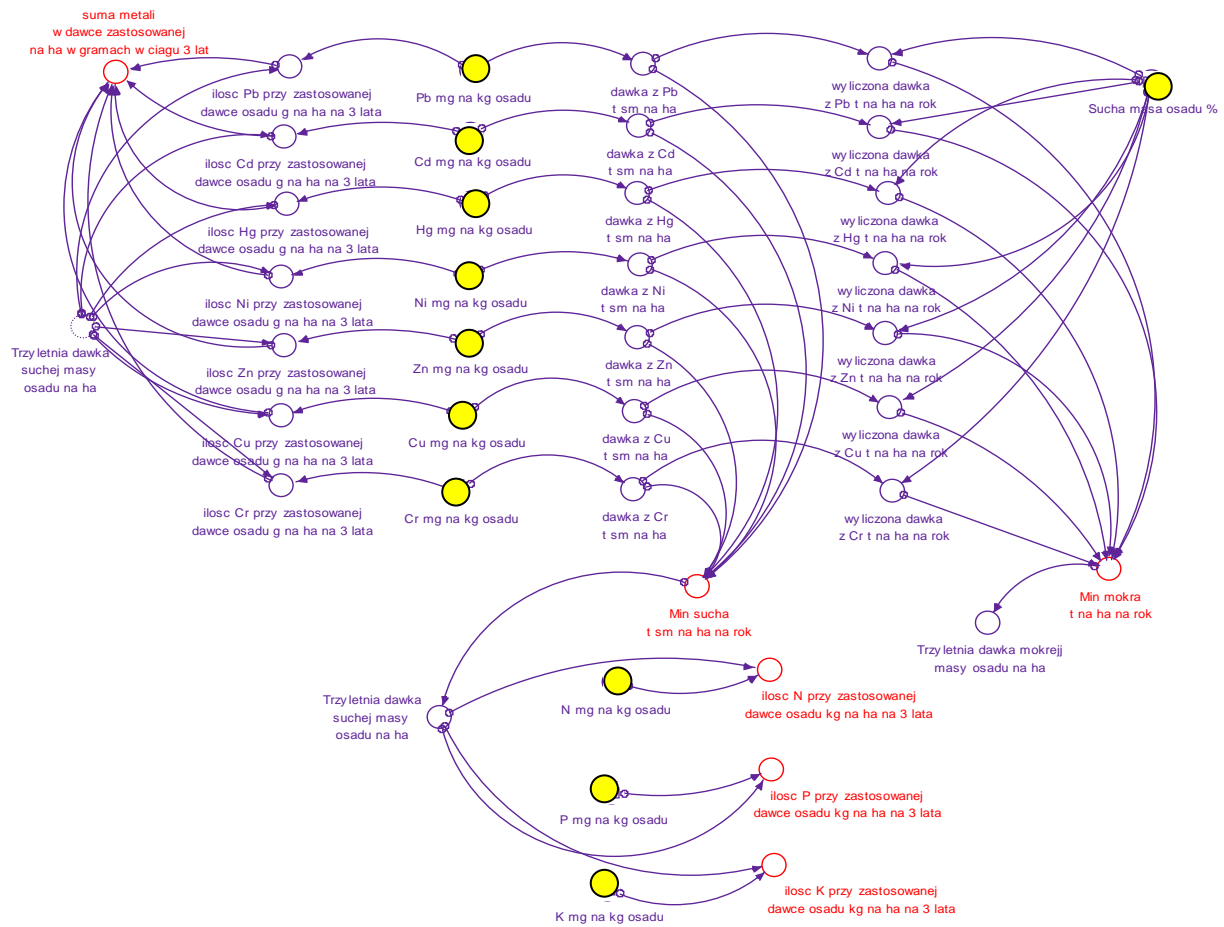 suma metali
w dawce zastosowanej
na ha w gramach w ciagu 3 lat
ilosc Pb przy zastosowanej
dawce osadu g na ha na 3 lata
Pb mg na kg osadu
dawka z Pb
t sm na ha
wyliczona dawka
z Pb t na ha na rok
Sucha masa osadu %
ilosc Cd przy zastosowanej
dawce osadu g na ha na 3 lata
Cd mg na kg osadu
dawka z Cd
t sm na ha
wyliczona dawka
z Cd t na ha na rok
ilosc Hg przy zastosowanej
dawce osadu g na ha na 3 lata
Hg mg na kg osadu
dawka z Hg
t sm na ha
wyliczona dawka
z Hg t na ha na rok
ilosc Ni przy zastosowanej
dawce osadu g na ha na 3 lata
Ni mg na kg osadu
dawka z Ni
t sm na ha
wyliczona dawka
z Ni t na ha na rok
Trzyletnia dawka
suchej masy
osadu na ha
ilosc Zn przy zastosowanej
dawce osadu g na ha na 3 lata
Zn mg na kg osadu
dawka z Zn
t sm na ha
wyliczona dawka
z Zn t na ha na rok
ilosc Cu przy zastosowanej
dawce osadu g na ha na 3 lata
Cu mg na kg osadu
dawka z Cu
t sm na ha
wyliczona dawka
z Cu t na ha na rok
ilosc Cr przy zastosowanej
dawce osadu g na ha na 3 lata
Cr mg na kg osadu
dawka z Cr
t sm na ha
wyliczona dawka
z Cr t na ha na rok
Min sucha
t sm na ha na rok
Min mokra
t na ha na rok
Trzyletnia dawka mokrejj
masy osadu na ha
Trzyletnia dawka
suchej masy
osadu na ha
N mg na kg osadu
ilosc N przy zastosowanej
dawce osadu kg na ha na 3 lata
P mg na kg osadu
ilosc P przy zastosowanej
dawce osadu kg na ha na 3 lata
K mg na kg osadu
ilosc K przy zastosowanej
dawce osadu kg na ha na 3 lata